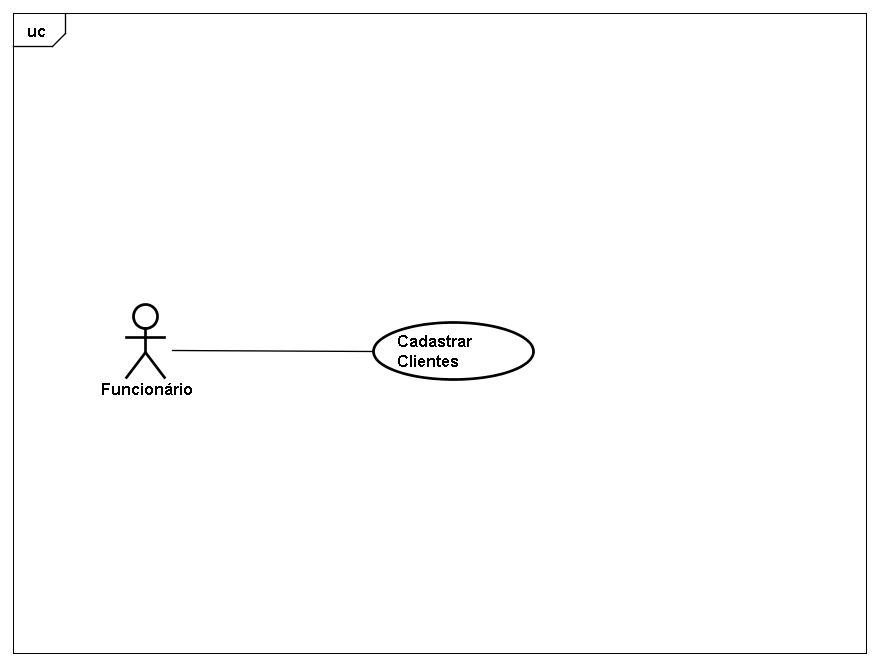 uc
Cadastrar
Clientes
Funcionário